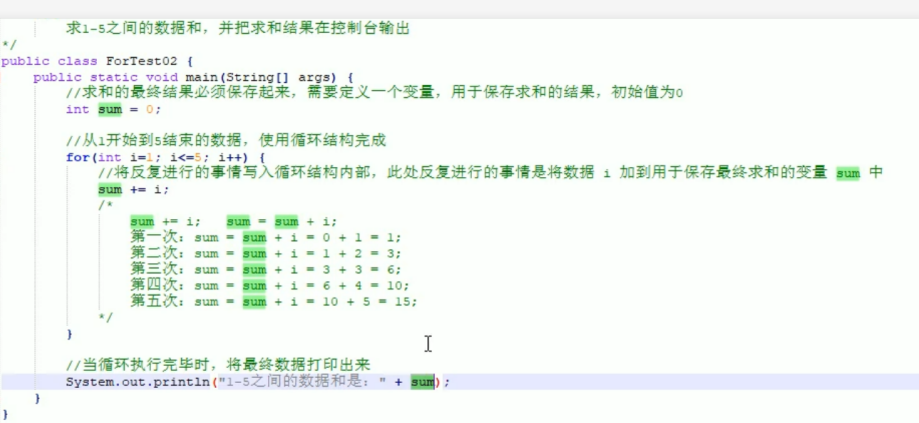 求1-5之间的数据和，并把求和结果在控制台输出
*/
public class ForTest02 {
public static void main(String[] args) {
//求和的最终结果必须保存起来，需要定义一个变量，用于保存求和的结果，初始值为0
int sum = 0;
//从1开始到5结束的数据，使用循环结构完成
for(int i=1; i<=5; i++) {
//将反复进行的事情写入循环结构内部，此处反复进行的事情是将数据 i 加到用于保存最终求和的变量 sum 中
sum += i;
/*
sum += i; sum = sum + i;
第一次：sum = sum + i = 0 + 1 = 1;
第二次：sum = sum + i = 1 + 2 = 3;
第三次：sum = sum + i = 3 + 3 = 6;
第四次：sum = sum + i = 6 + 4 = 10;
第五次：sum = sum + i = 10 + 5 = 15;
*/
}
//当循环执行完毕时，将最终数据打印出来
System.out.println("1-5之间的数据和是：" + sum);
}
}